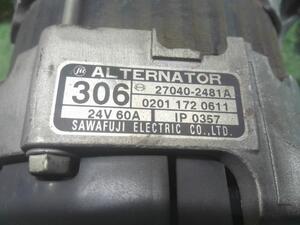 ALTERNATOR
306 27040-2481A
0201 172 0611
24V 60A IP 0357
SAWAFUJI ELECTRIC CO.,LTD.